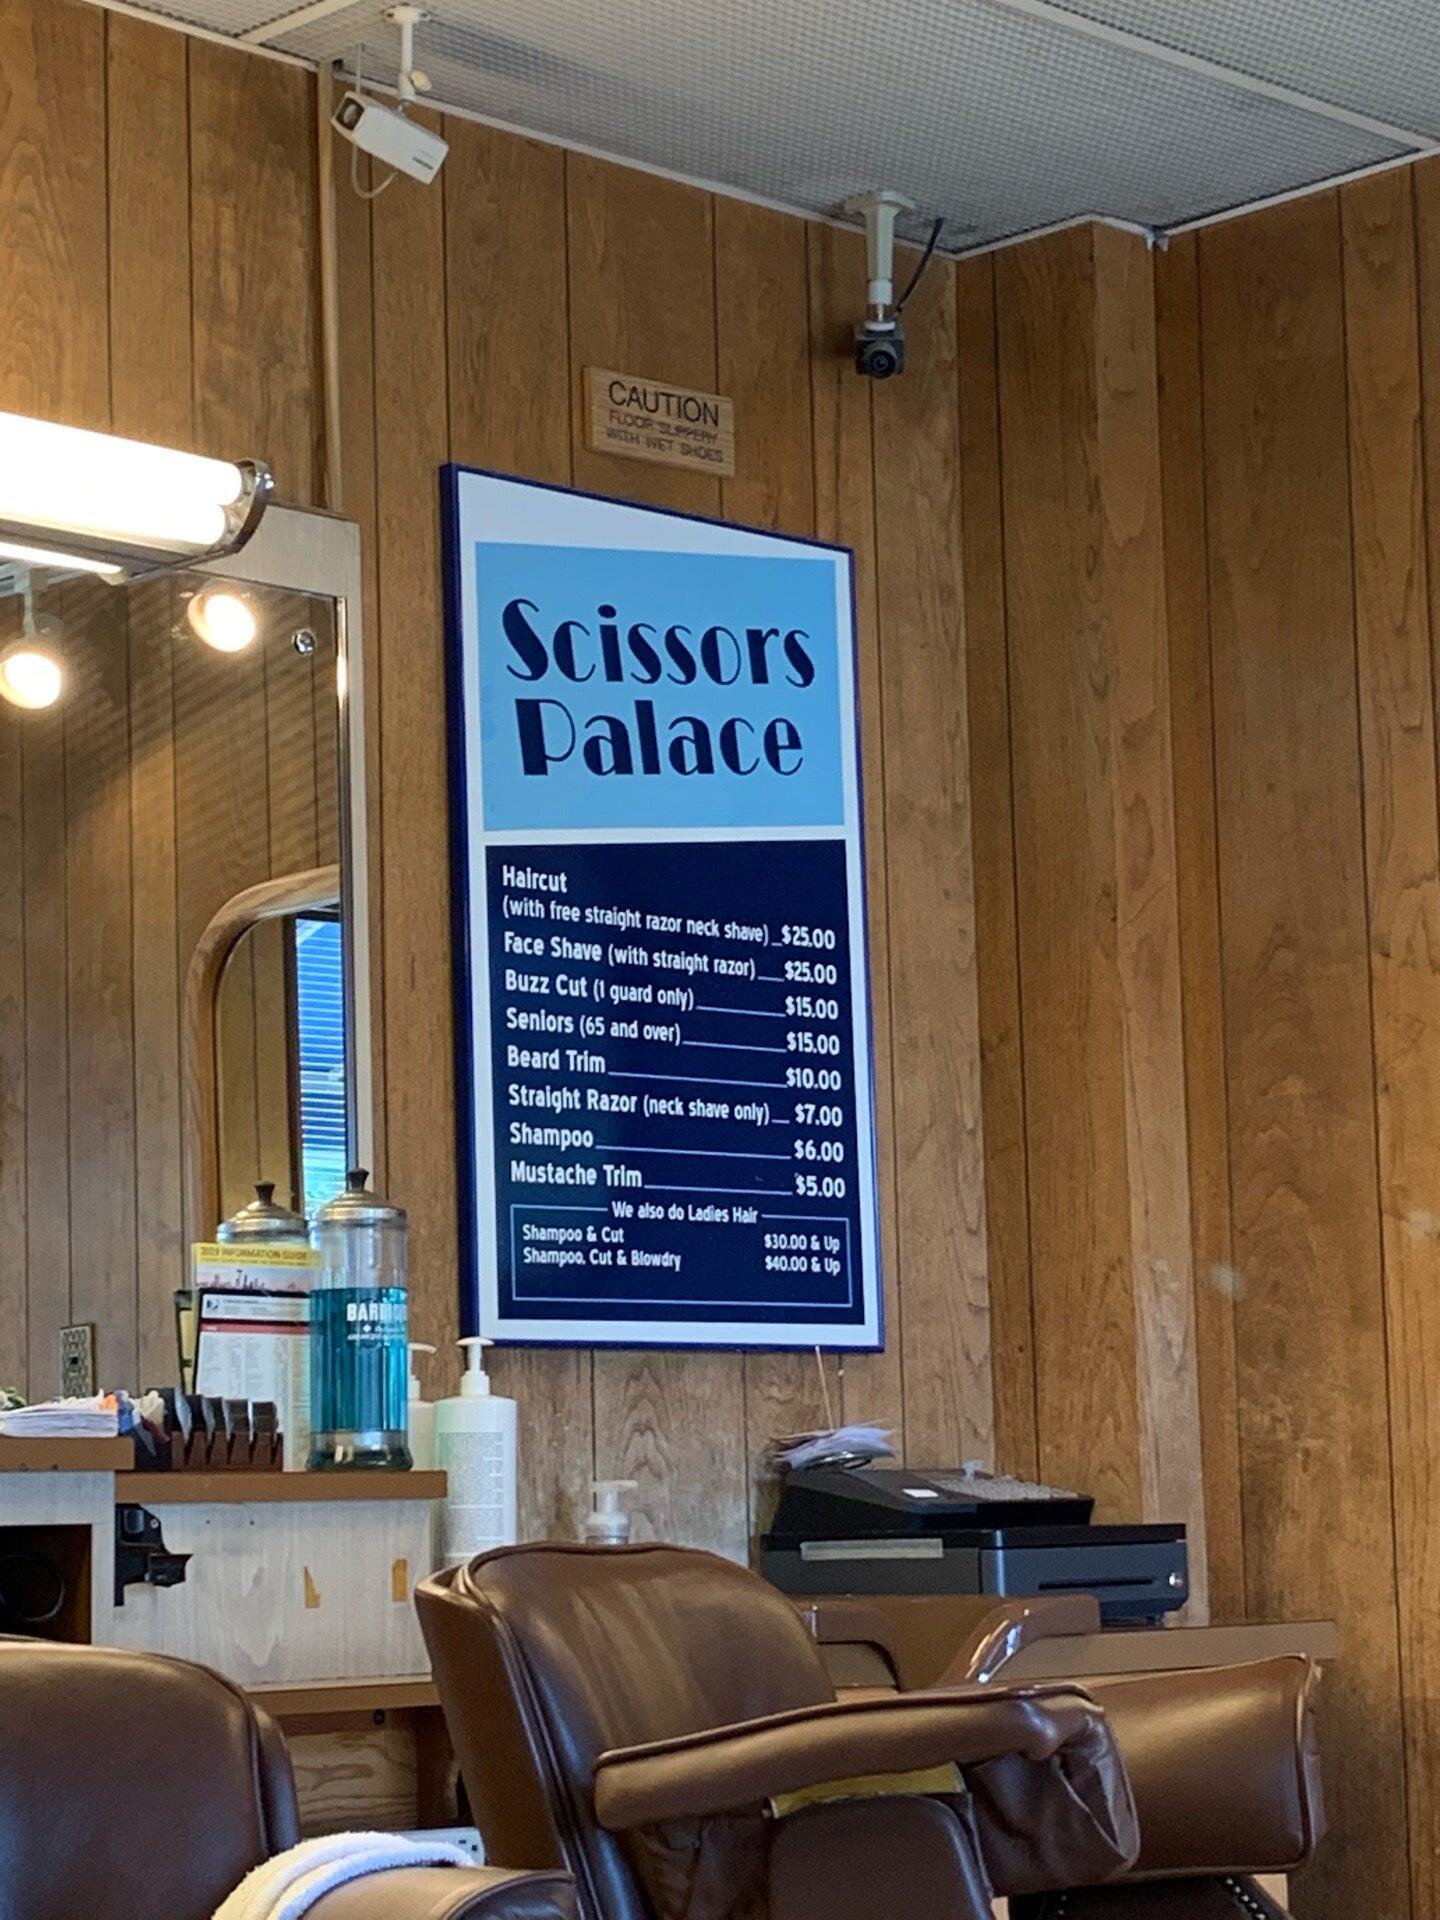 CAUTION
FLOOR SLIPPERY
WITH WET SHOES
Scissors
Palace
Haircut
(with free straight razor neck shave) $25.00
Face Shave (with straight razor) $25.00
Buzz Cut (1 guard only) $15.00
Seniors (65 and over) $15.00
Beard Trim $10.00
Straight Razor (neck shave only) $7.00
Shampoo $6.00
Mustache Trim $5.00
We also do Ladies Hair
Shampoo & Cut $30.00 & Up
Shampoo, Cut & Blowdry $40.00 & Up
2019 INFORMATION GUIDE